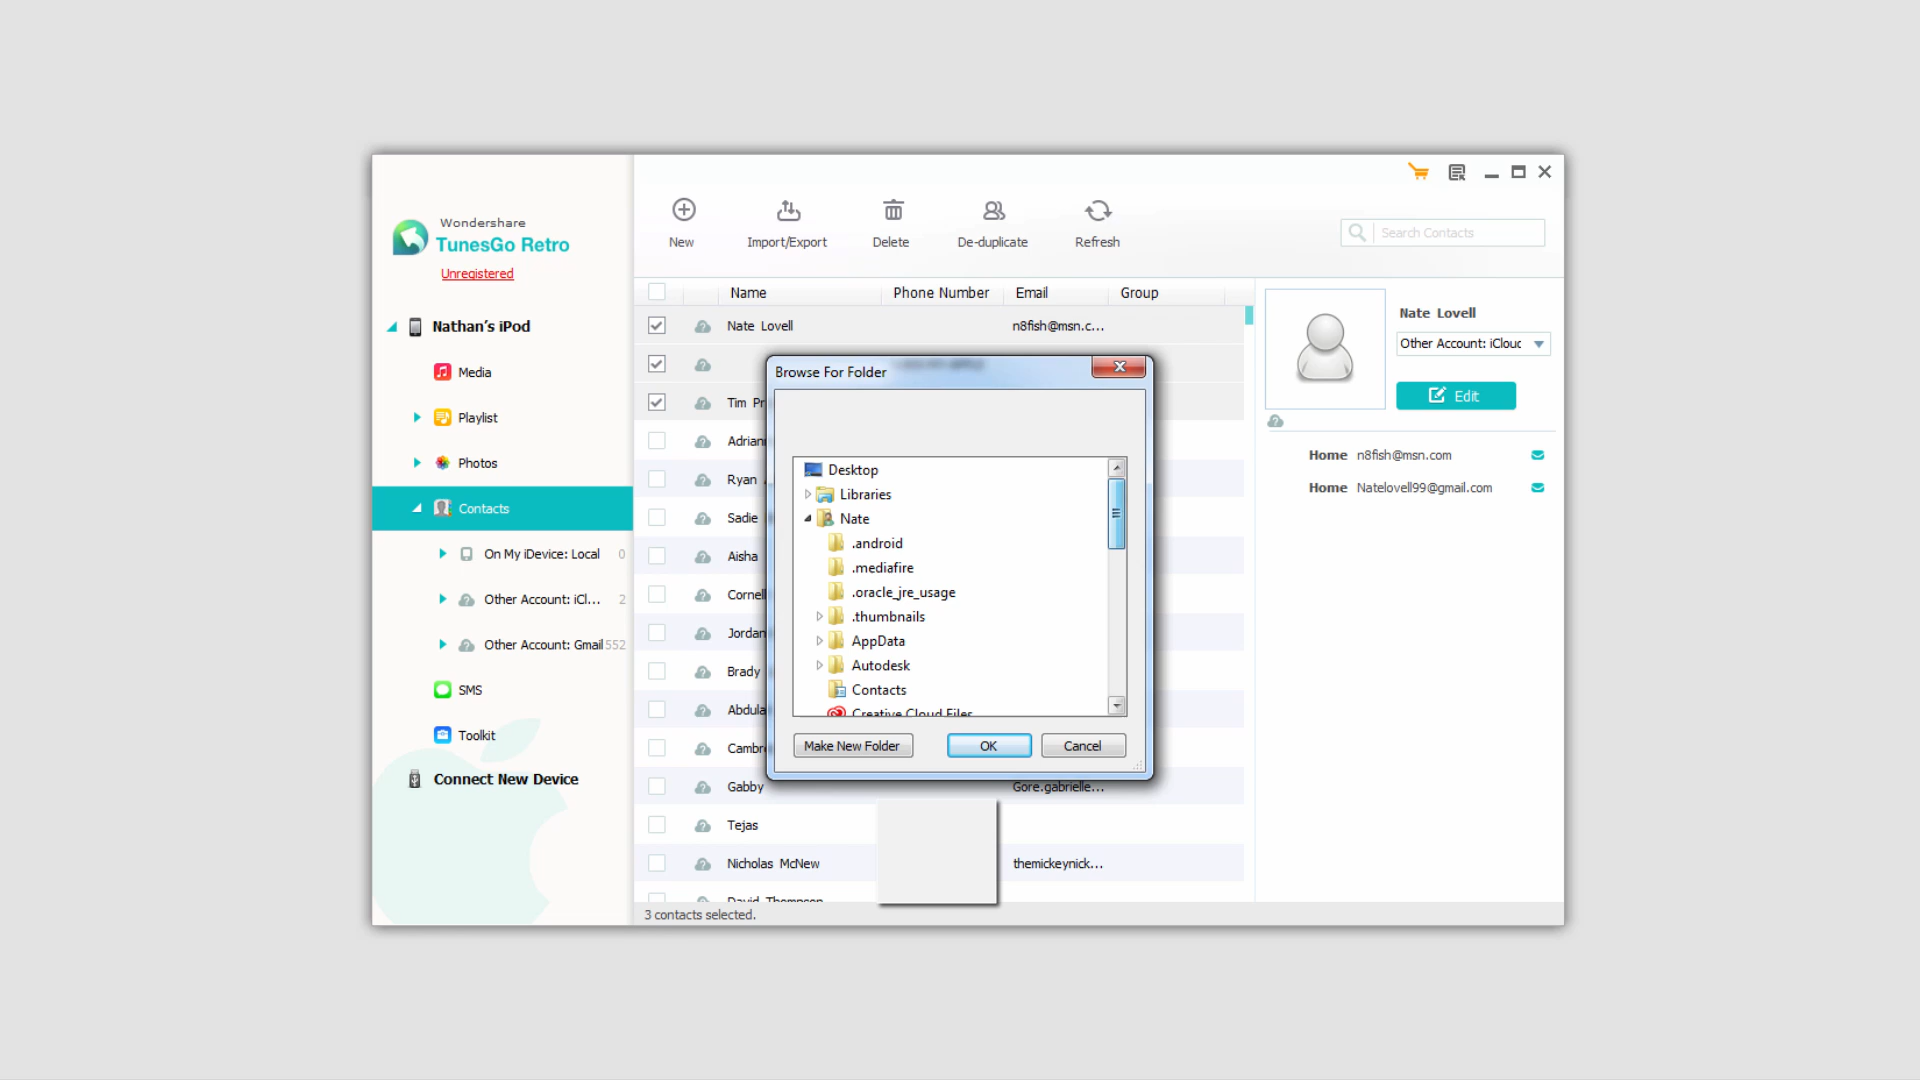 Wondershare
TunesGo Retro
Unregistered
Nathan's iPod
Media
Playlist
Photos
Contacts
On My iDevice: Local 0
Other Account: iCl... 2
Other Account: Gmail 552
SMS
Toolkit
Connect New Device
New
Import/Export
Delete
De-duplicate
Refresh
Search Contacts
Name Phone Number Email Group
Nate Lovell n8fish@msn.c...
Tim
Ryan
Sadie
Aisha
Brady
Gabby Gore.gabrielle...
Tejas
Nicholas McNew themickeynick...
David Thompson
3 contacts selected.
Browse For Folder
Desktop
Libraries
Nate
.android
.mediafire
.oracle_jre_usage
.thumbnails
AppData
Autodesk
Contacts
Creative Cloud Files
Make New Folder
OK
Cancel
Nate Lovell
Other Account: iClouc
Edit
Home n8fish@msn.com
Home Natelovell99@gmail.com